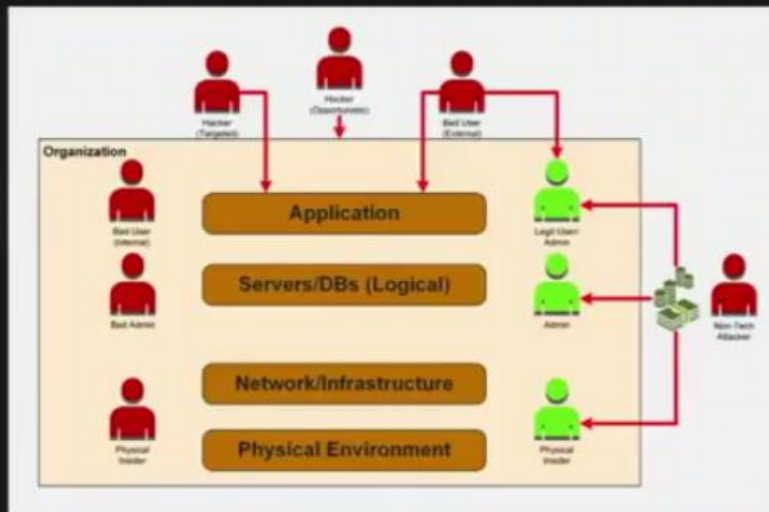 Hacker
(Targeted)
Hacker
(Opportunistic)
Bad User
(External)
Organization
Bad User
(Internal)
Application
Legit User/
Admin
Bad Admin
Servers/DBs (Logical)
Admin
Non-Tech
Attacker
Physical
Insider
Network/Infrastructure
Physical Environment
Physical
Insider